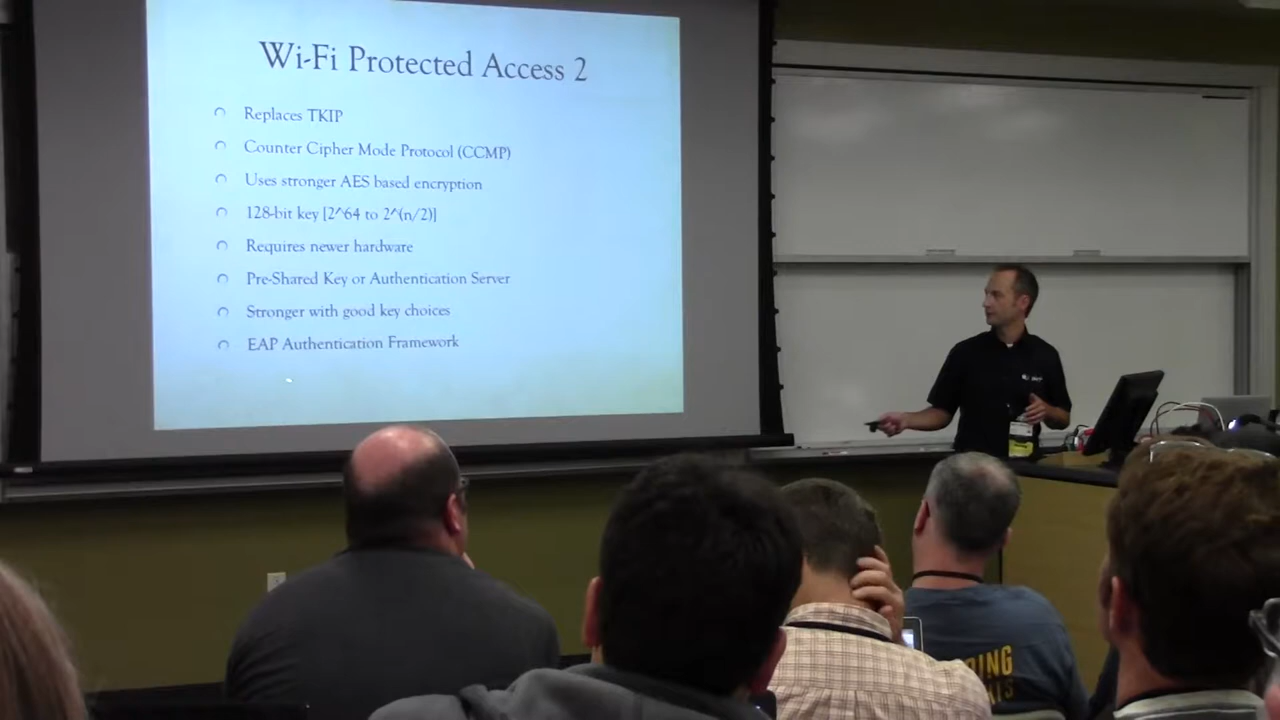 Wi-Fi Protected Access 2
Replaces TKIP
Counter Cipher Mode Protocol (CCMP)
Uses stronger AES based encryption
128-bit key [2^64 to 2^(n/2)]
Requires newer hardware
Pre-Shared Key or Authentication Server
Stronger with good key choices
EAP Authentication Framework